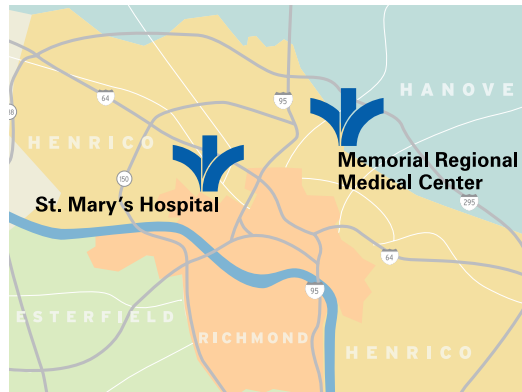 64
95
HANOVE
HENRICO
Memorial Regional
Medical Center
150
St. Mary's Hospital
295
64
95
ESTERFIELD
RICHMOND
HENRICO